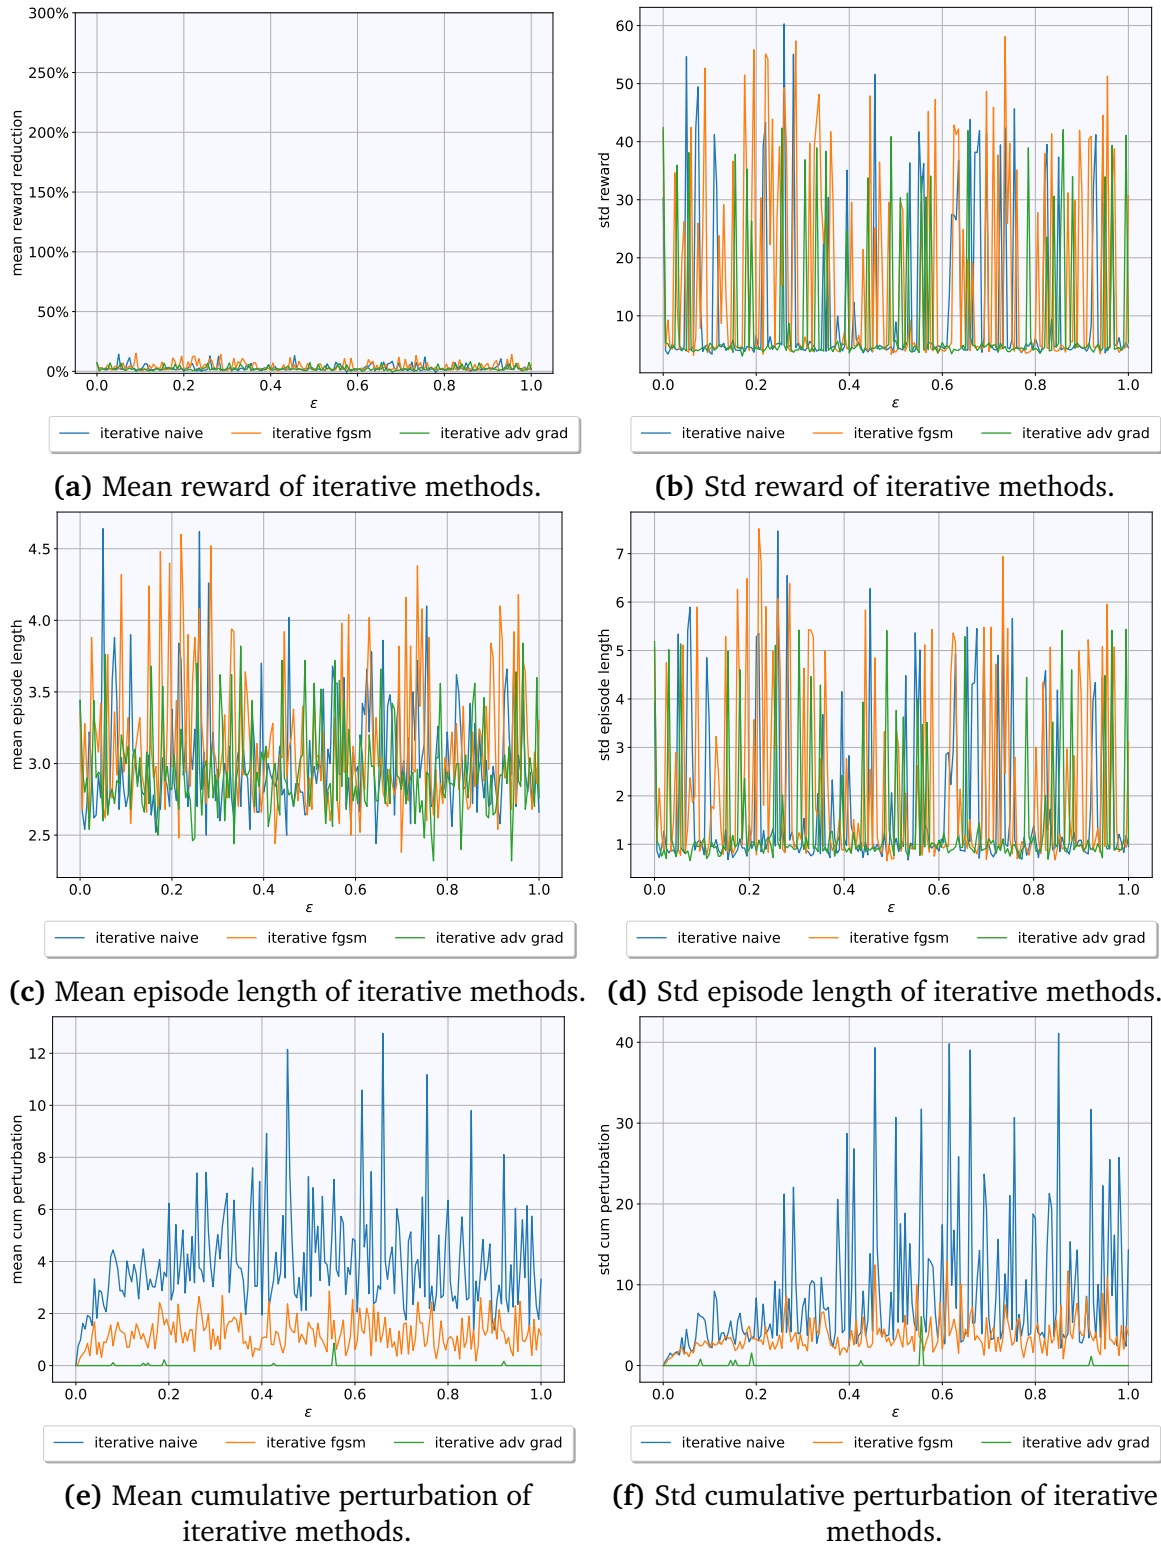 300%
250%
200%
150%
100%
50%
0%
mean reward reduction
0.0 0.2 0.4 0.6 0.8 1.0
ε
iterative naive iterative fgsm iterative adv grad
(a) Mean reward of iterative methods.
60
50
40
30
20
10
std reward
0.0 0.2 0.4 0.6 0.8 1.0
ε
iterative naive iterative fgsm iterative adv grad
(b) Std reward of iterative methods.
4.5
4.0
3.5
3.0
2.5
mean episode length
0.0 0.2 0.4 0.6 0.8 1.0
ε
iterative naive iterative fgsm iterative adv grad
(c) Mean episode length of iterative methods.
7
6
5
4
3
2
1
std episode length
0.0 0.2 0.4 0.6 0.8 1.0
ε
iterative naive iterative fgsm iterative adv grad
(d) Std episode length of iterative methods.
12
10
8
6
4
2
0
mean cum perturbation
0.0 0.2 0.4 0.6 0.8 1.0
ε
iterative naive iterative fgsm iterative adv grad
(e) Mean cumulative perturbation of
iterative methods.
40
30
20
10
0
std cum perturbation
0.0 0.2 0.4 0.6 0.8 1.0
ε
iterative naive iterative fgsm iterative adv grad
(f) Std cumulative perturbation of iterative
methods.